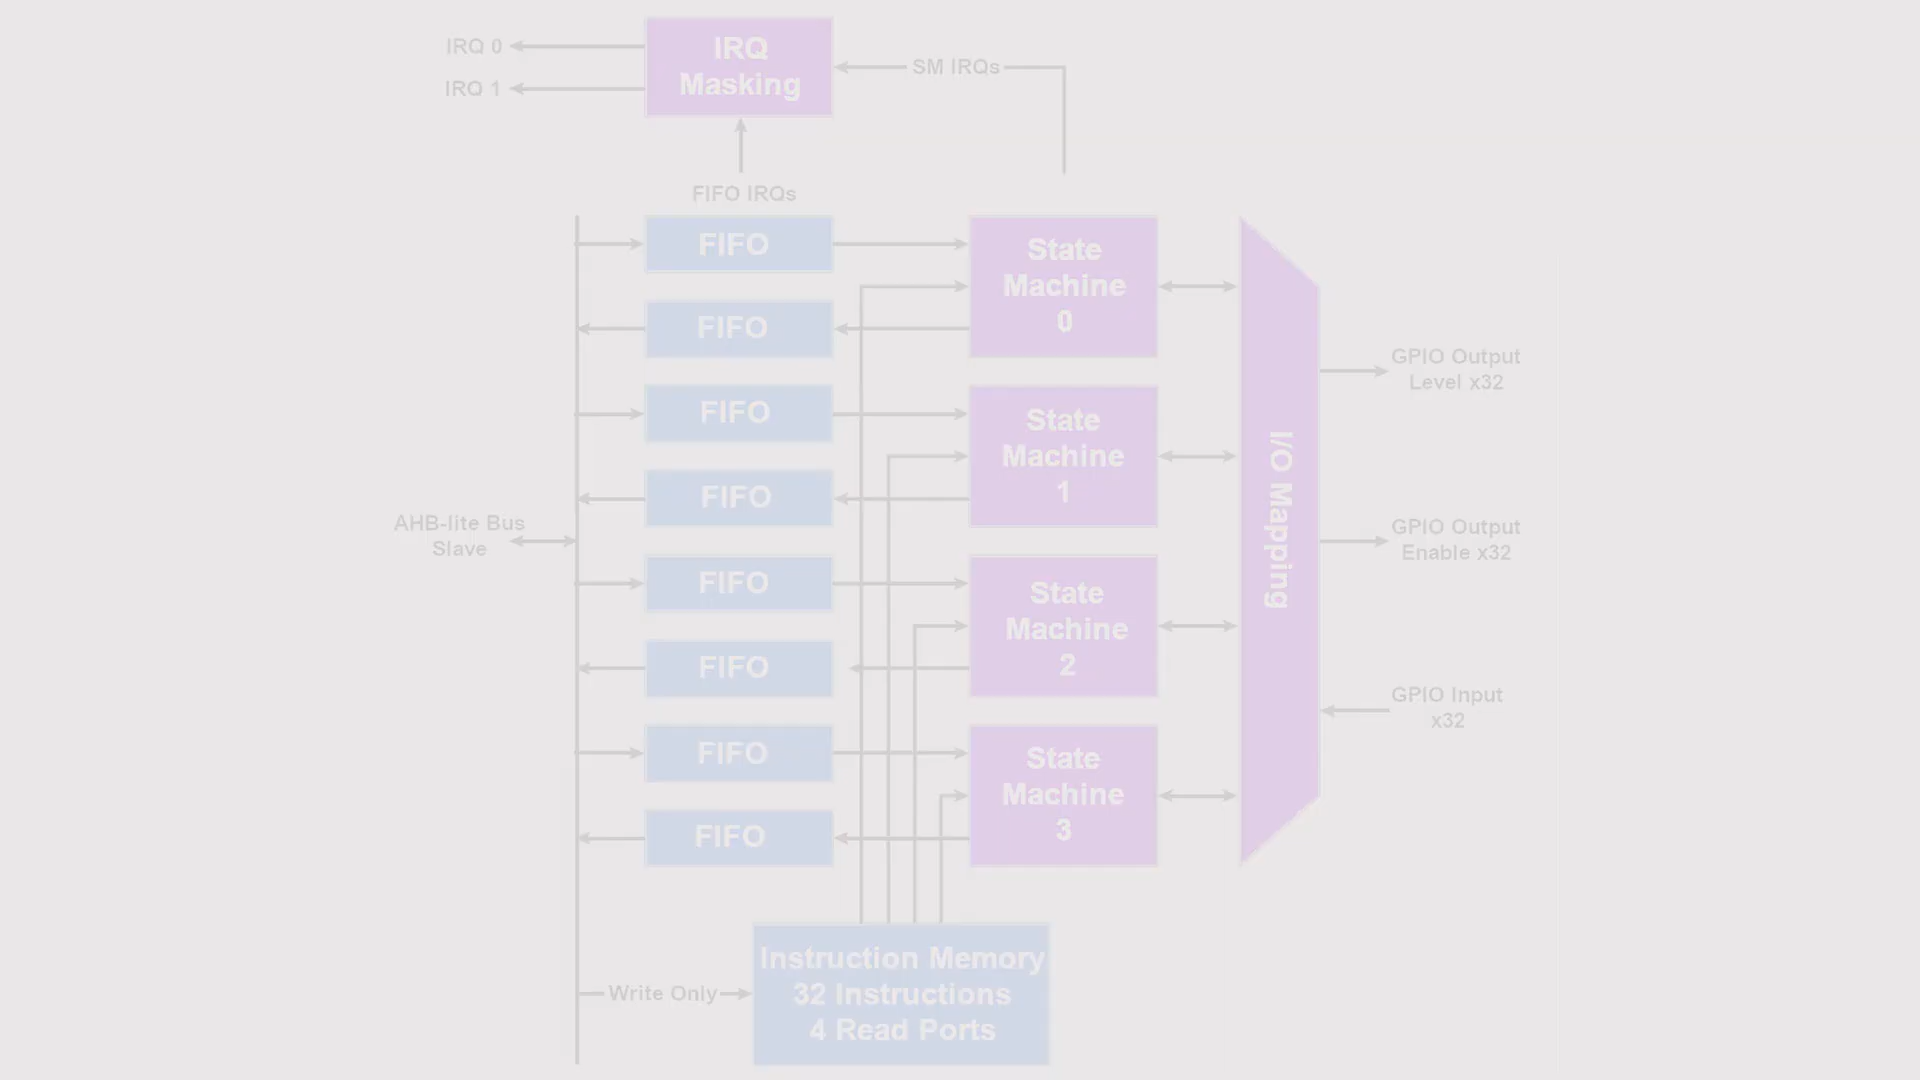 IRQ 0
IRQ 1
IRQ
Masking
SM IRQs
FIFO IRQs
FIFO
FIFO
FIFO
FIFO
FIFO
FIFO
FIFO
FIFO
State
Machine
0
State
Machine
1
State
Machine
2
State
Machine
3
I/O Mapping
GPIO Output
Level x32
GPIO Output
Enable x32
GPIO Input
x32
AHB-lite Bus
Slave
Write Only
Instruction Memory
32 Instructions
4 Read Ports